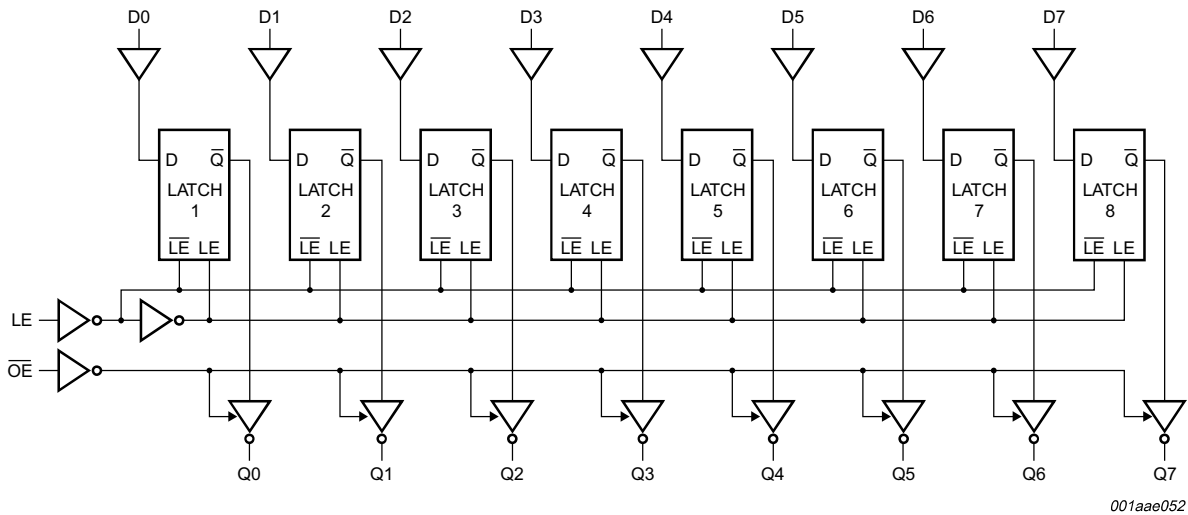 D0 D1 D2 D3 D4 D5 D6 D7
D Q̅ D Q̅ D Q̅ D Q̅ D Q̅ D Q̅ D Q̅ D Q̅
LATCH LATCH LATCH LATCH LATCH LATCH LATCH LATCH
1 2 3 4 5 6 7 8
L̅E̅ LE L̅E̅ LE L̅E̅ LE L̅E̅ LE L̅E̅ LE L̅E̅ LE L̅E̅ LE L̅E̅ LE
LE
O̅E̅
Q0 Q1 Q2 Q3 Q4 Q5 Q6 Q7
001aae052